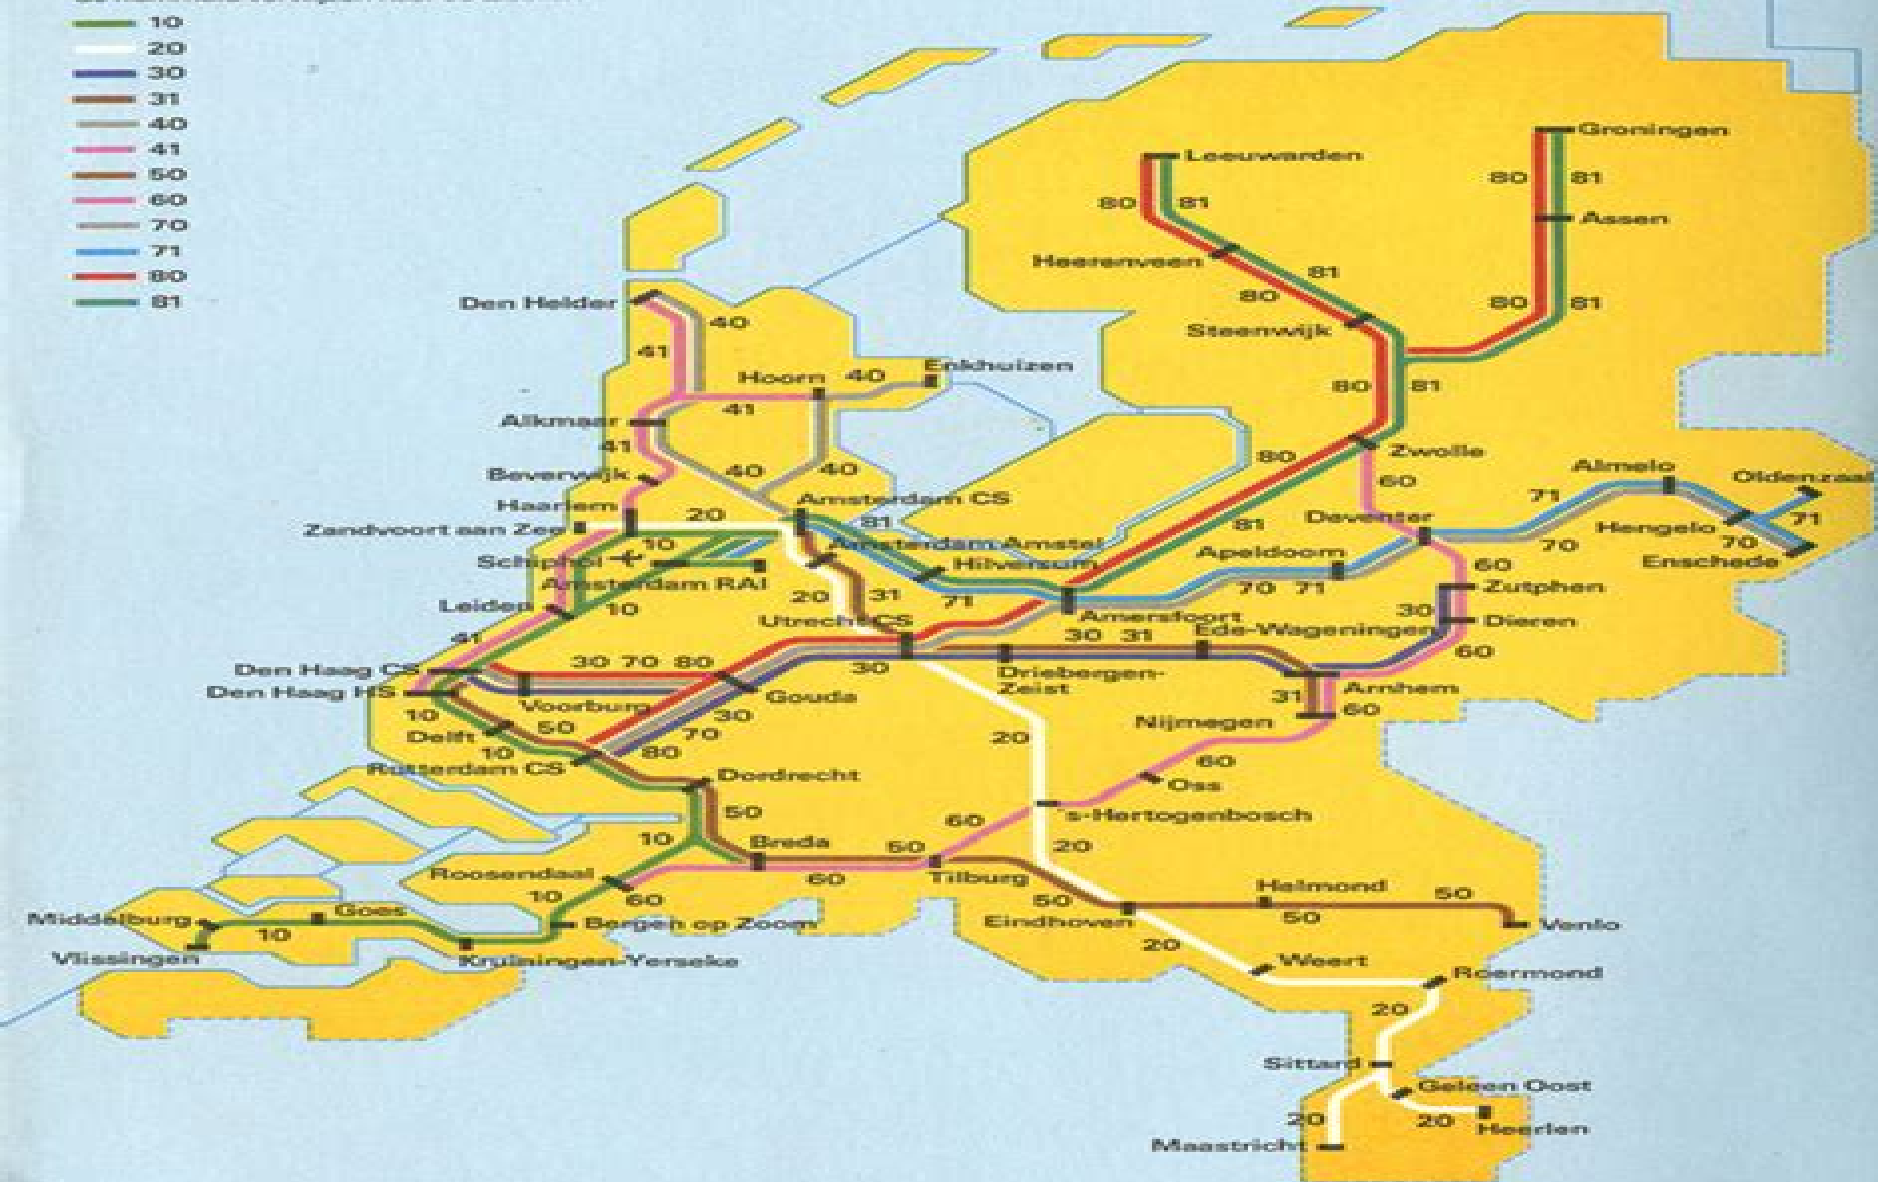 10
20
30
31
40
41
50
60
70
71
80
81
Groningen
Leeuwarden
80 81
80 81
Assen
Heerenveen
81
80
80 81
Den Helder
40
Steenwijk
41
Enkhuizen
Hoorn 40
80 81
41
Alkmaar
41
Zwolle
80
Almelo
40 40
Beverwijk
Oldenzaal
60
71
Amsterdam CS
Haarlem
20
Deventer
71
Zandvoort aan Zee
81
81
Hengelo
10
Amsterdam Amstel
70
70
Apeldoorn
Schiphol
Hilversum
60
Enschede
Amsterdam RAI
70 71
Zutphen
20 31
71
Leiden
10
30
Amersfoort
Dieren
Utrecht CS
41
30 31
Ede-Wageningen
60
Den Haag CS
30 70 80
30
Driebergen-
Zeist
Arnhem
Den Haag HS
Gouda
31
60
Voorburg
10
30
Nijmegen
50
Delft
70
20
10
80
60
Rotterdam CS
Dordrecht
Oss
50
's-Hertogenbosch
60
10
Breda
50
20
Roosendaal
60
Tilburg
Helmond
50
10
60
50
50
Goes
Middelburg
Bergen op Zoom
Eindhoven
Venlo
10
20
Vlissingen
Kruiningen-Yerseke
Weert
Roermond
20
Sittard
Geleen Oost
20
20
Heerlen
Maastricht